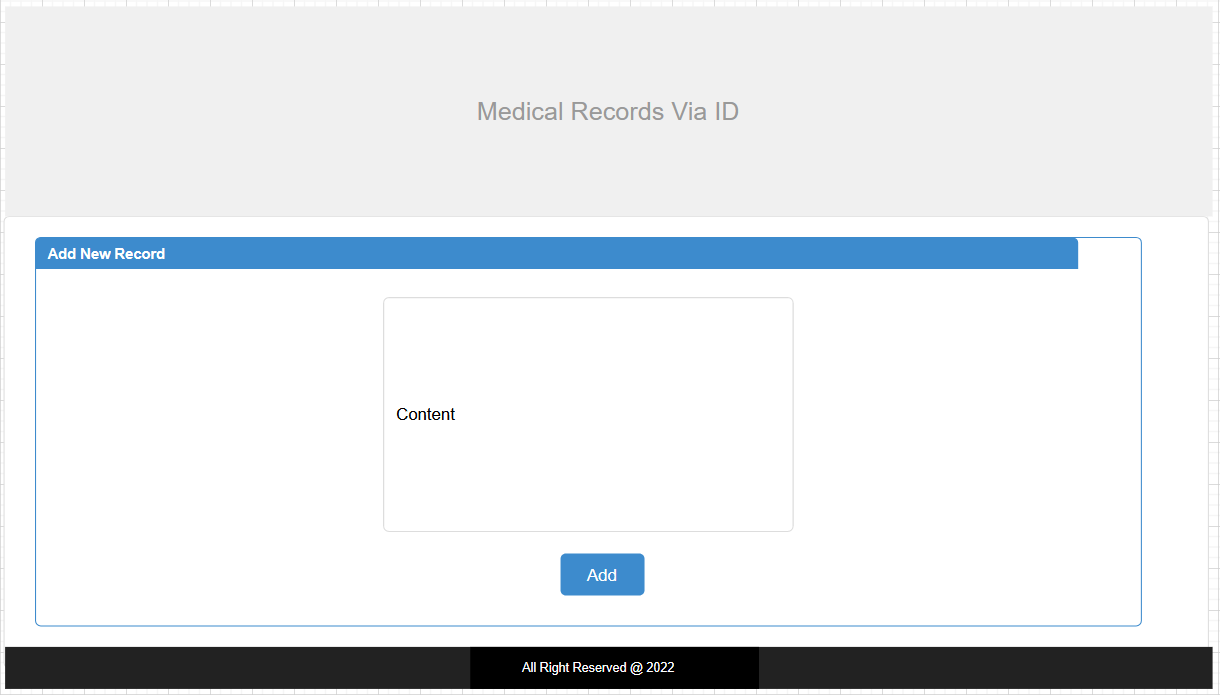 Medical Records Via ID
Add New Record
Content
Add
All Right Reserved @ 2022